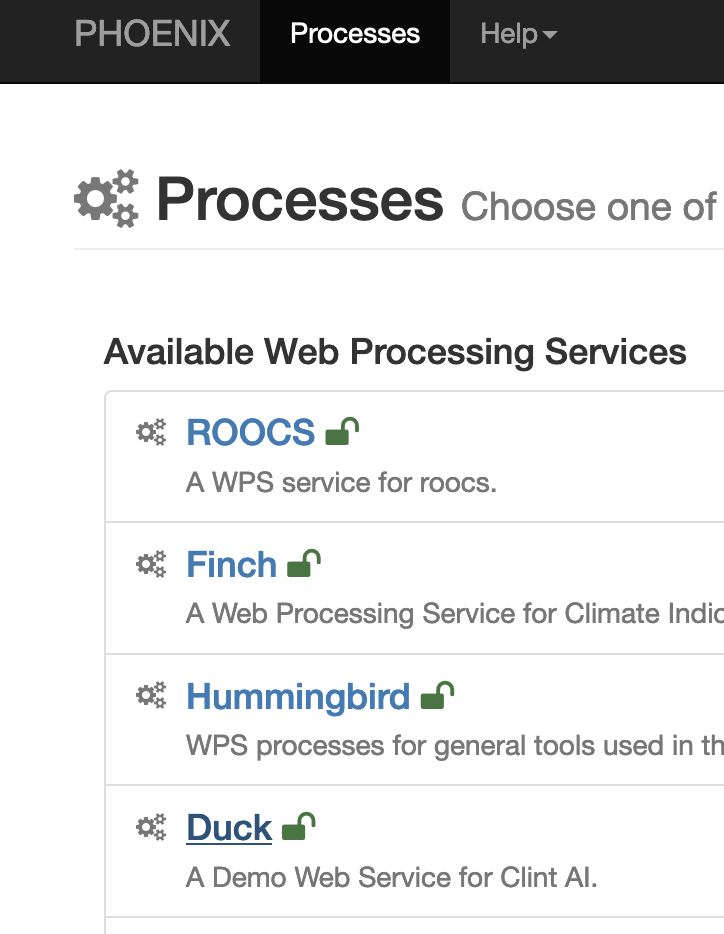 PHOENIX Processes Help
Processes Choose one of
Available Web Processing Services
ROOCS
A WPS service for roocs.
Finch
A Web Processing Service for Climate Indic
Hummingbird
WPS processes for general tools used in th
Duck
A Demo Web Service for Clint AI.